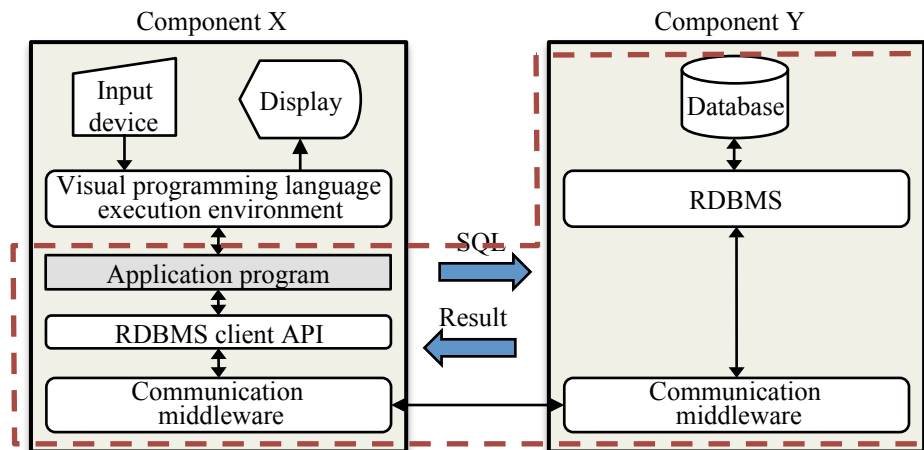 Component X
Component Y
Input
device
Display
Database
Visual programming language
execution environment
RDBMS
SQL
Application program
Result
RDBMS client API
Communication
middleware
Communication
middleware